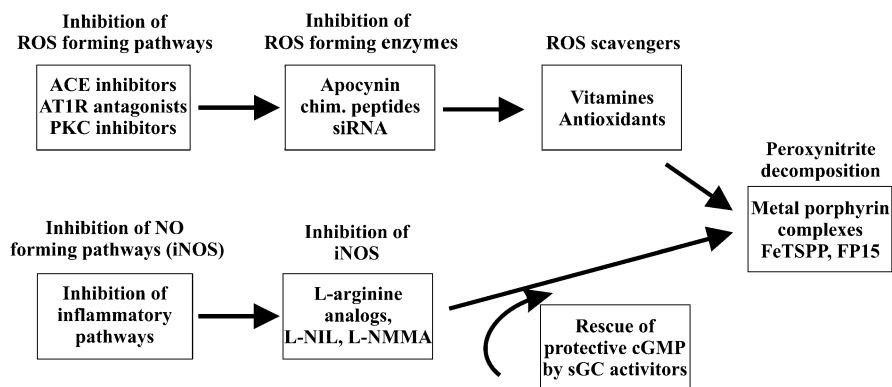 Inhibition of
ROS forming pathways
ACE inhibitors
AT1R antagonists
PKC inhibitors
Inhibition of
ROS forming enzymes
Apocynin
chim. peptides
siRNA
ROS scavengers
Vitamines
Antioxidants
Peroxynitrite
decomposition
Metal porphyrin
complexes
FeTSPP, FP15
Inhibition of NO
forming pathways (iNOS)
Inhibition of
inflammatory
pathways
Inhibition of
iNOS
L-arginine
analogs,
L-NIL, L-NMMA
Rescue of
protective cGMP
by sGC activitors